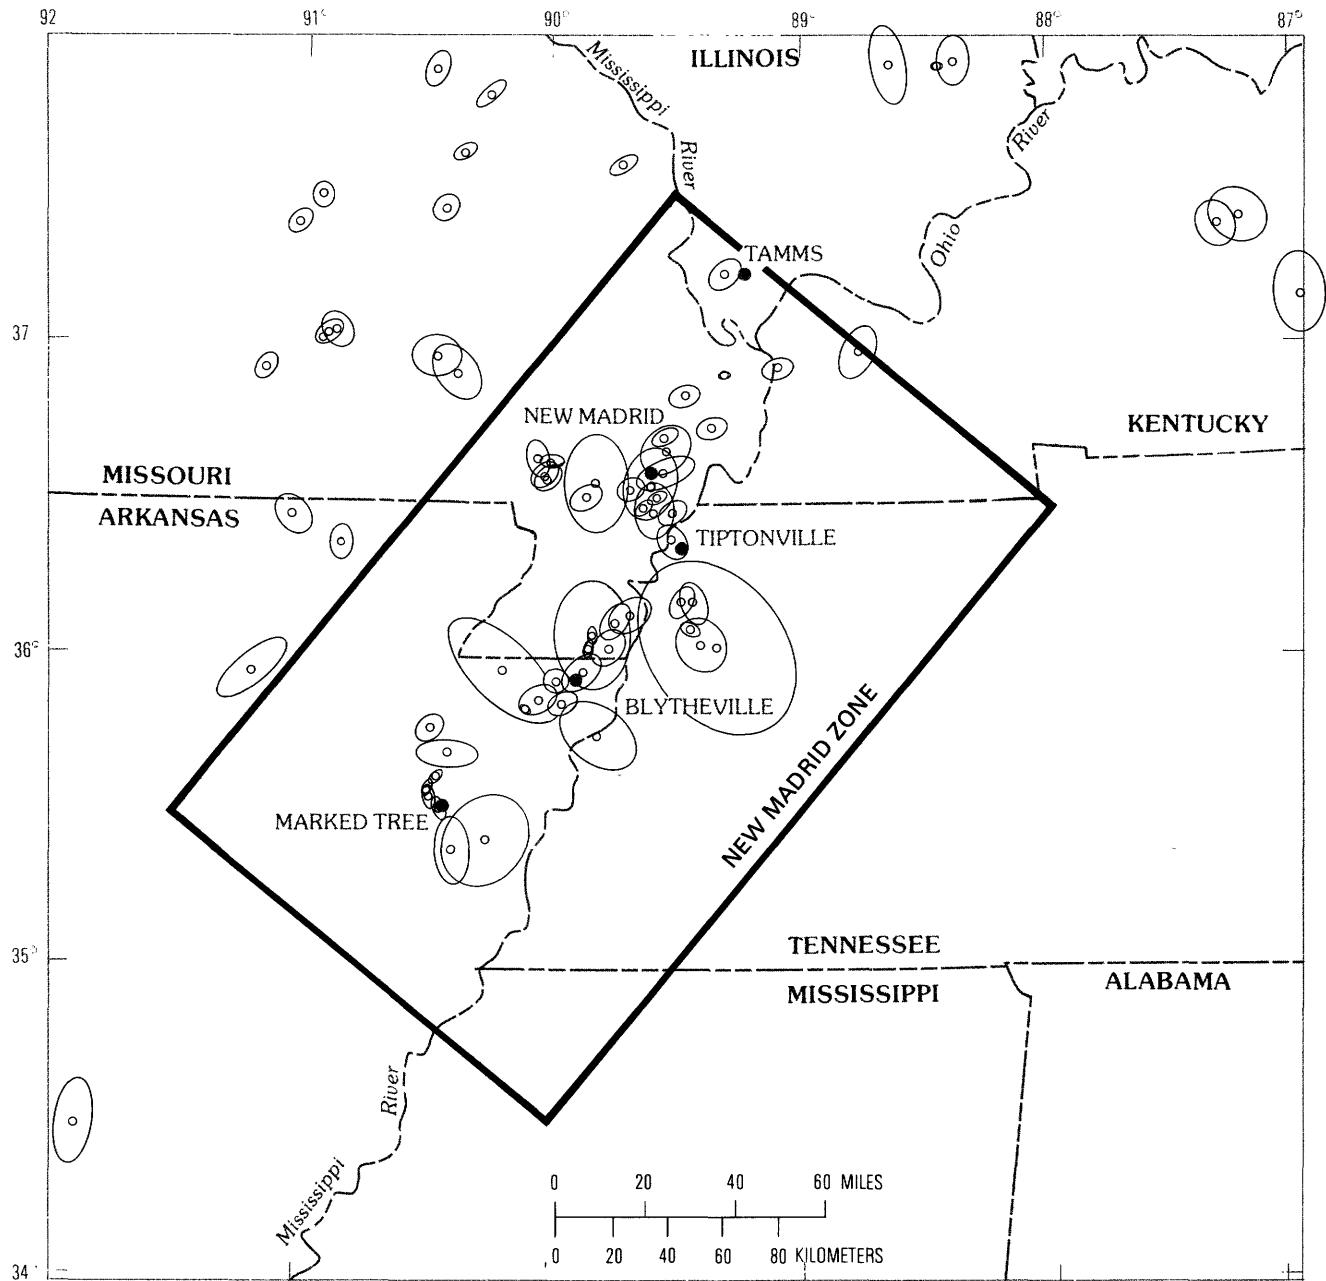 92 91° 90° 89° 88° 87°
ILLINOIS
Mississippi
River
River
Ohio
TAMMS
37
NEW MADRID
KENTUCKY
MISSOURI
ARKANSAS
TIPTONVILLE
36°
BLYTHEVILLE
NEW MADRID ZONE
MARKED TREE
35°
TENNESSEE
MISSISSIPPI
ALABAMA
River
Mississippi
0 20 40 60 MILES
0 20 40 60 80 KILOMETERS
34